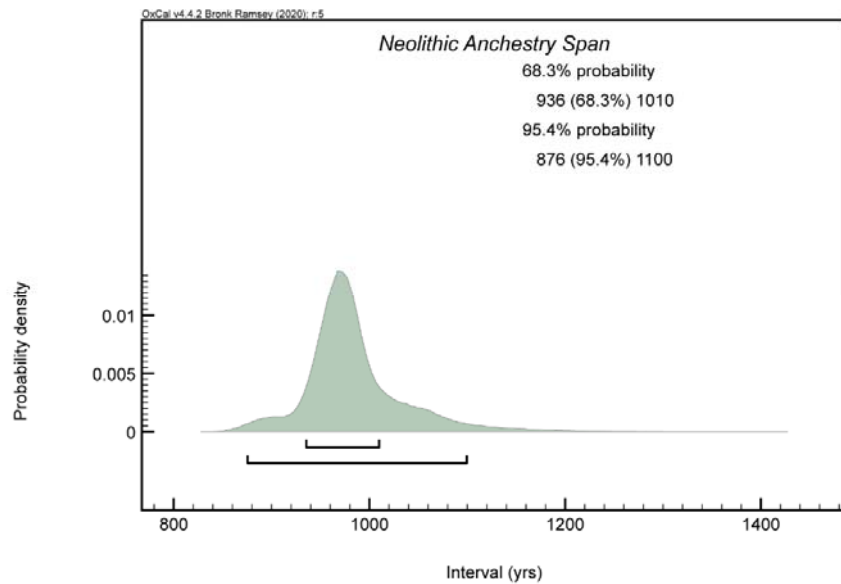 OxCal v4.4.2 Bronk Ramsey (2020); r:5
Neolithic Anchestry Span
68.3% probability
936 (68.3%) 1010
95.4% probability
876 (95.4%) 1100
Probability density
0.01
0.005
0
800 1000 1200 1400
Interval (yrs)